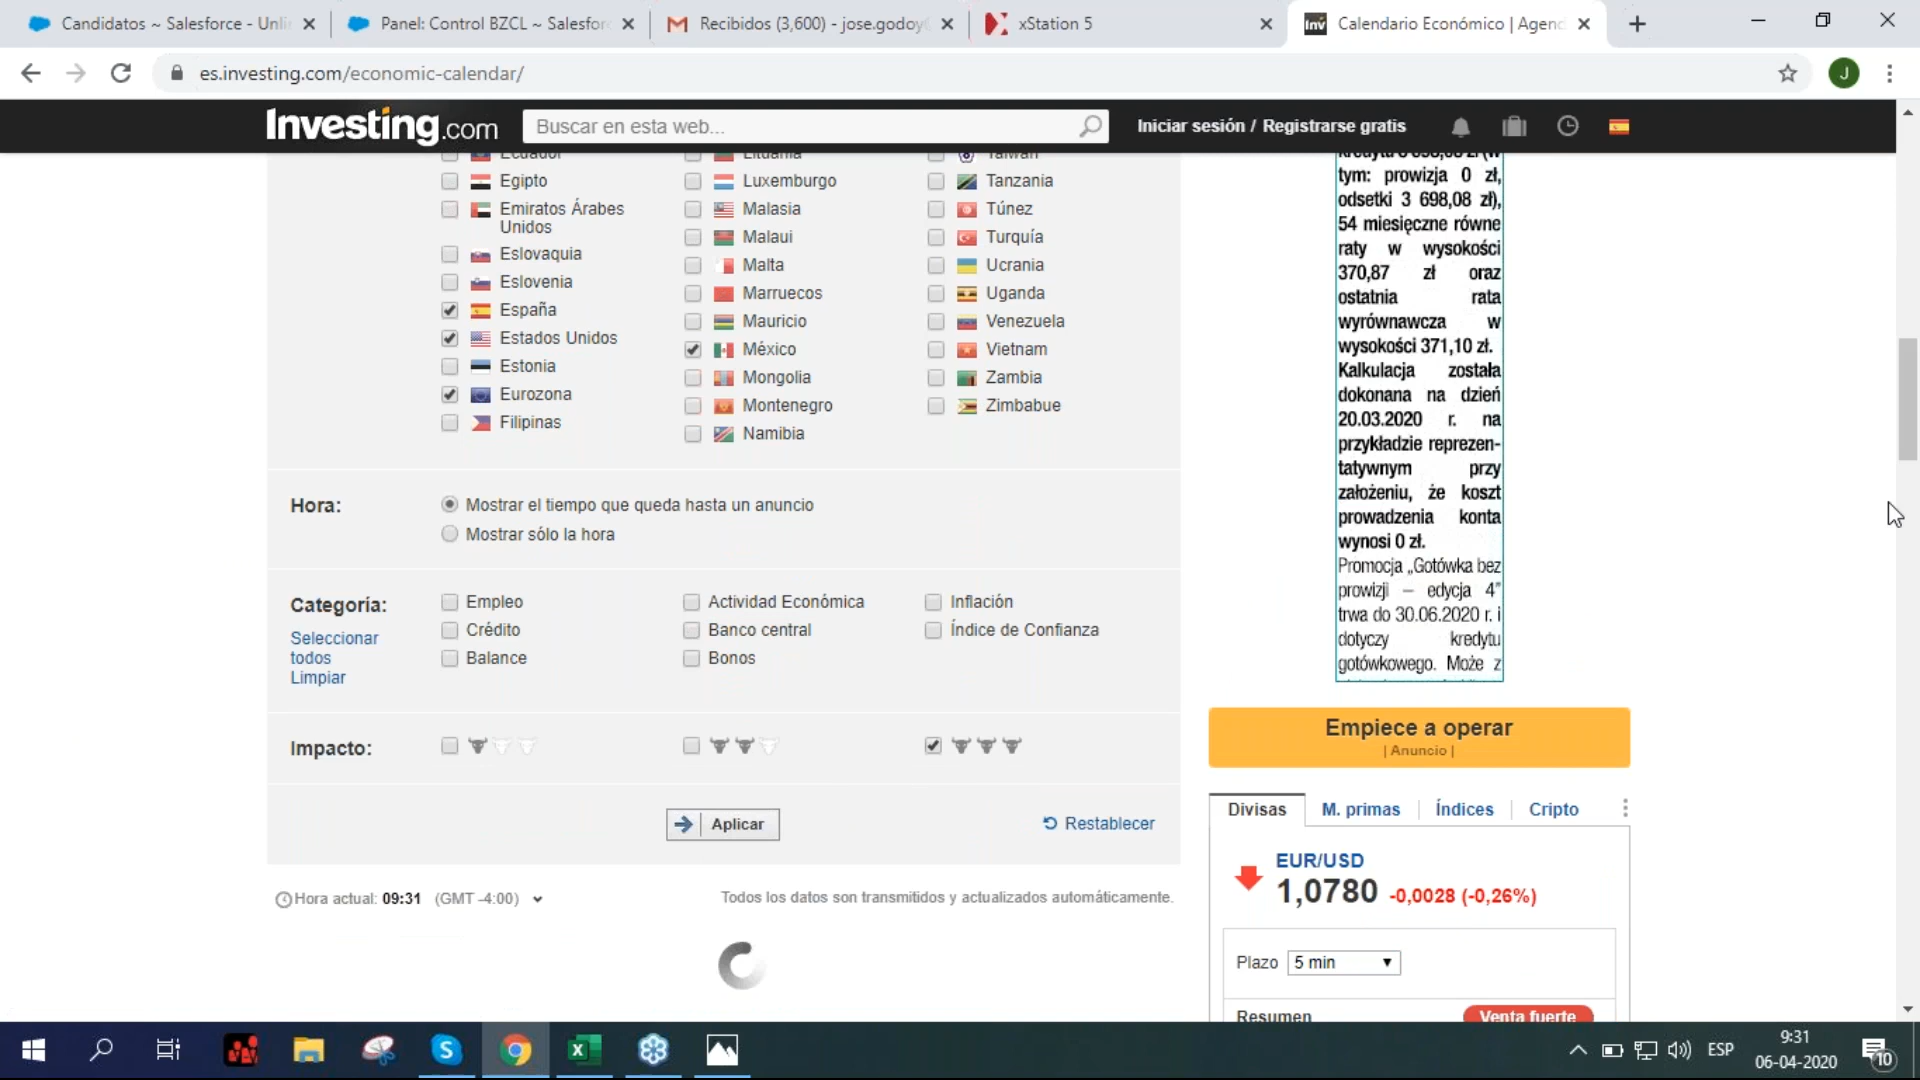 Candidatos ~ Salesforce - Unli
Panel: Control BZCL ~ Salesforc
Recibidos (3,600) - jose.godoy
xStation 5
Calendario Económico | Agenc
es.investing.com/economic-calendar/
J
Investing.com
Buscar en esta web...
Iniciar sesión / Registrarse gratis
Ecuador
Egipto
Emiratos Árabes
Unidos
Eslovaquia
Eslovenia
España
Estados Unidos
Estonia
Eurozona
Filipinas
Lituania
Luxemburgo
Malasia
Malaui
Malta
Marruecos
Mauricio
México
Mongolia
Montenegro
Namibia
Taiwán
Tanzania
Túnez
Turquía
Ucrania
Uganda
Venezuela
Vietnam
Zambia
Zimbabue
Hora:
Mostrar el tiempo que queda hasta un anuncio
Mostrar sólo la hora
Categoría:
Seleccionar
todos
Limpiar
Empleo
Crédito
Balance
Actividad Económica
Banco central
Bonos
Inflación
Índice de Confianza
Impacto:
Aplicar
Restablecer
Hora actual: 09:31 (GMT -4:00)
Todos los datos son transmitidos y actualizados automáticamente.
tym: prowizja 0 zł,
odsetki 3 698,08 zł),
54 miesięczne równe
raty w wysokości
370,87 zł oraz
ostatnia rata
wyrównawcza w
wysokości 371,10 zł.
Kalkulacja została
dokonana na dzień
20.03.2020 r. na
przykładzie reprezen-
tatywnym przy
założeniu, że koszt
prowadzenia konta
wynosi 0 zł.
Promocja „Gotówka bez
prowizji – edycja 4"
trwa do 30.06.2020 r. i
dotyczy kredytu
gotówkowego. Może z
Empiece a operar
| Anuncio |
Divisas
M. primas
Índices
Cripto
EUR/USD
1,0780 -0,0028 (-0,26%)
Plazo
5 min
Resumen
Venta fuerte
ESP
9:31
06-04-2020
10